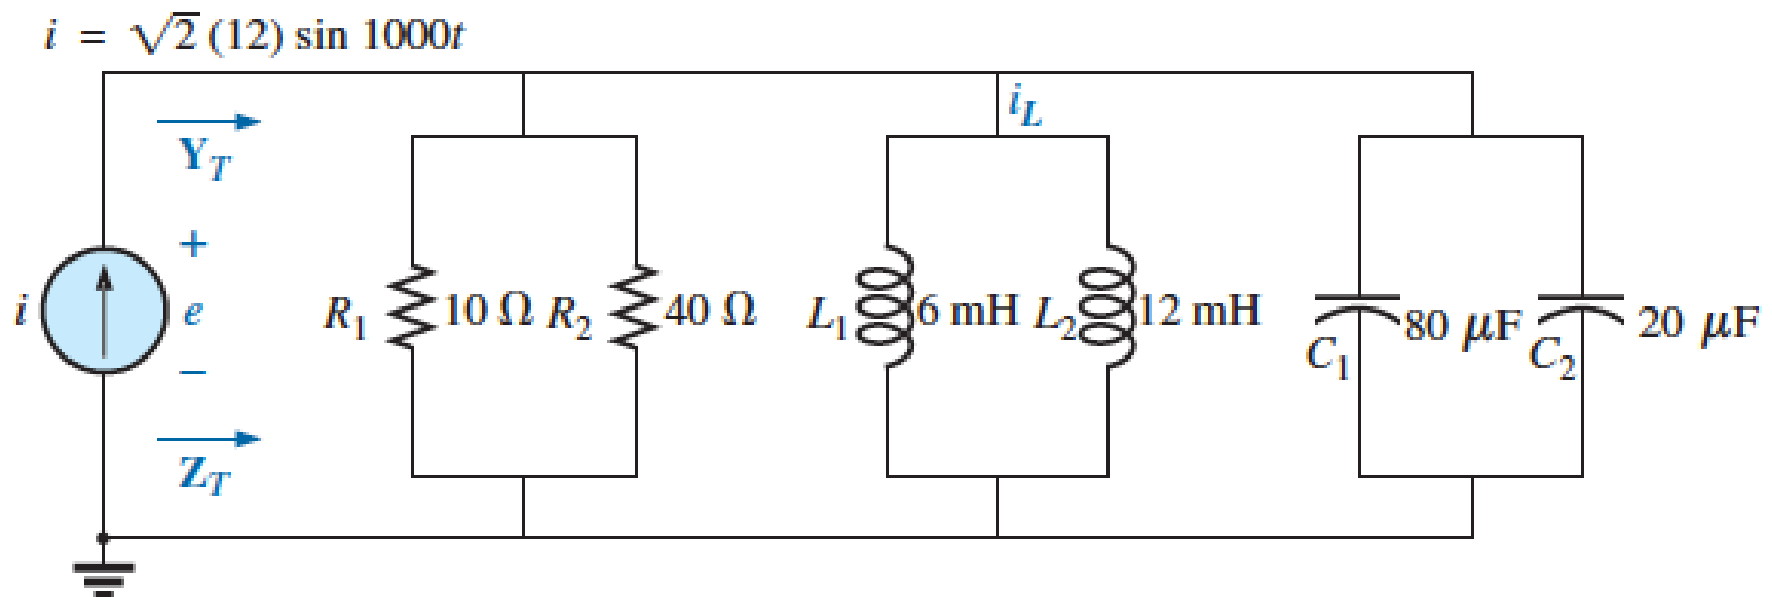 i = √2 (12) sin 1000t
i_L
Y_T
+
i e R_1 10 Ω R_2 40 Ω L_1 6 mH L_2 12 mH C_1 80 μF C_2 20 μF
−
Z_T